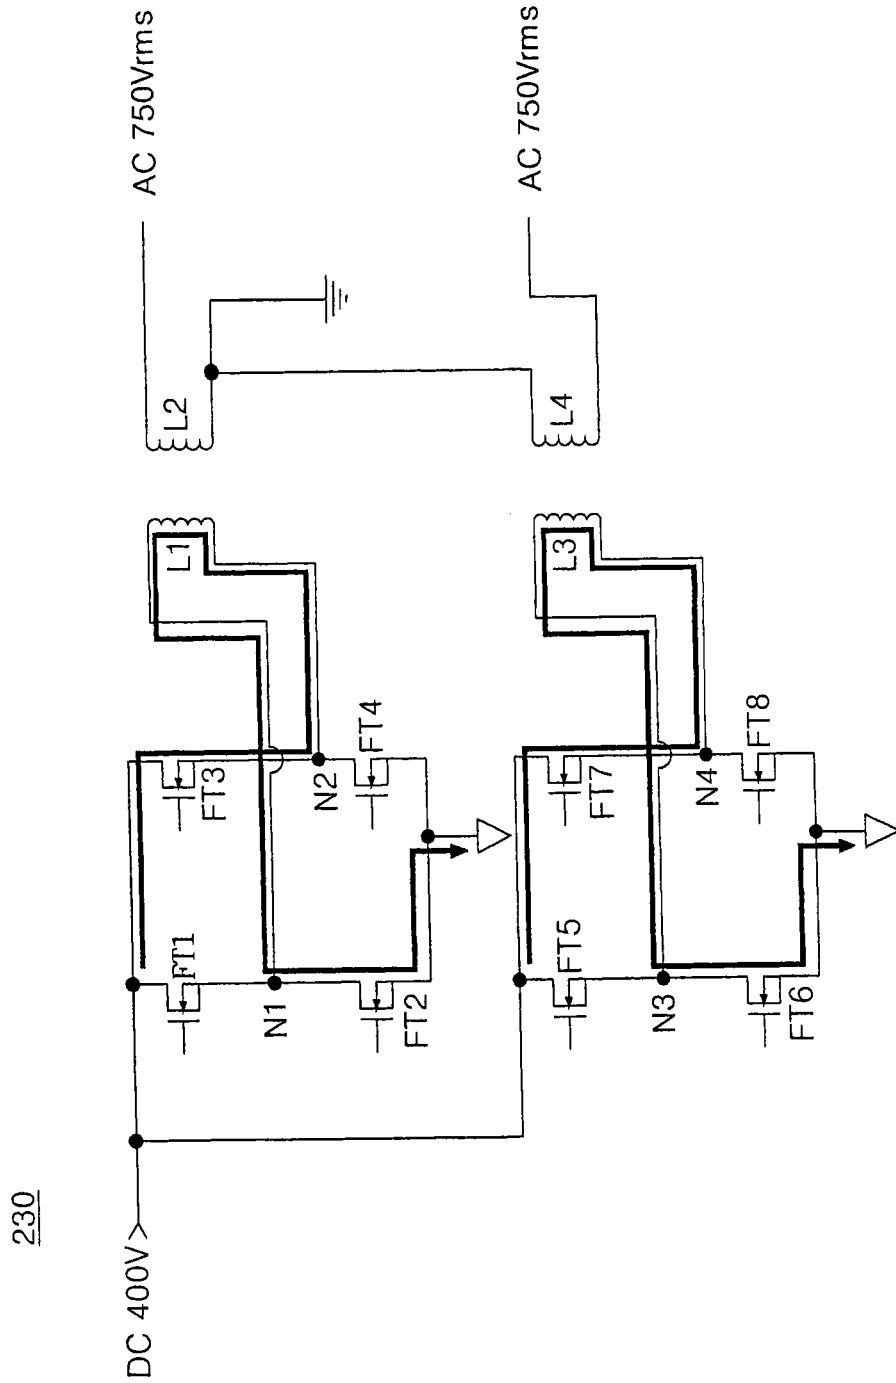 230
DC 400V
FT1
FT3
N1
N2
FT2
FT4
L1
L2
AC 750Vrms
FT5
FT7
N3
N4
FT6
FT8
L3
L4
AC 750Vrms